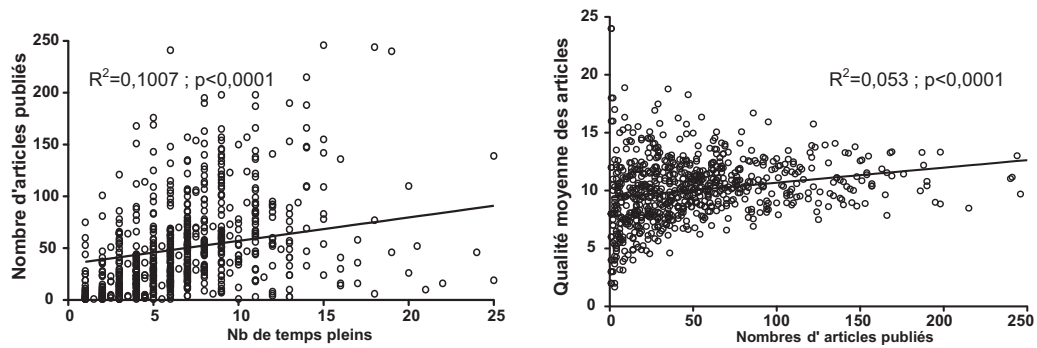 250
200
150
100
50
0
Nombre d'articles publiés
R²=0,1007 ; p<0,0001
0 5 10 15 20 25
Nb de temps pleins
25
20
15
10
5
0
Qualité moyenne des articles
R²=0,053 ; p<0,0001
0 50 100 150 200 250
Nombres d' articles publiés